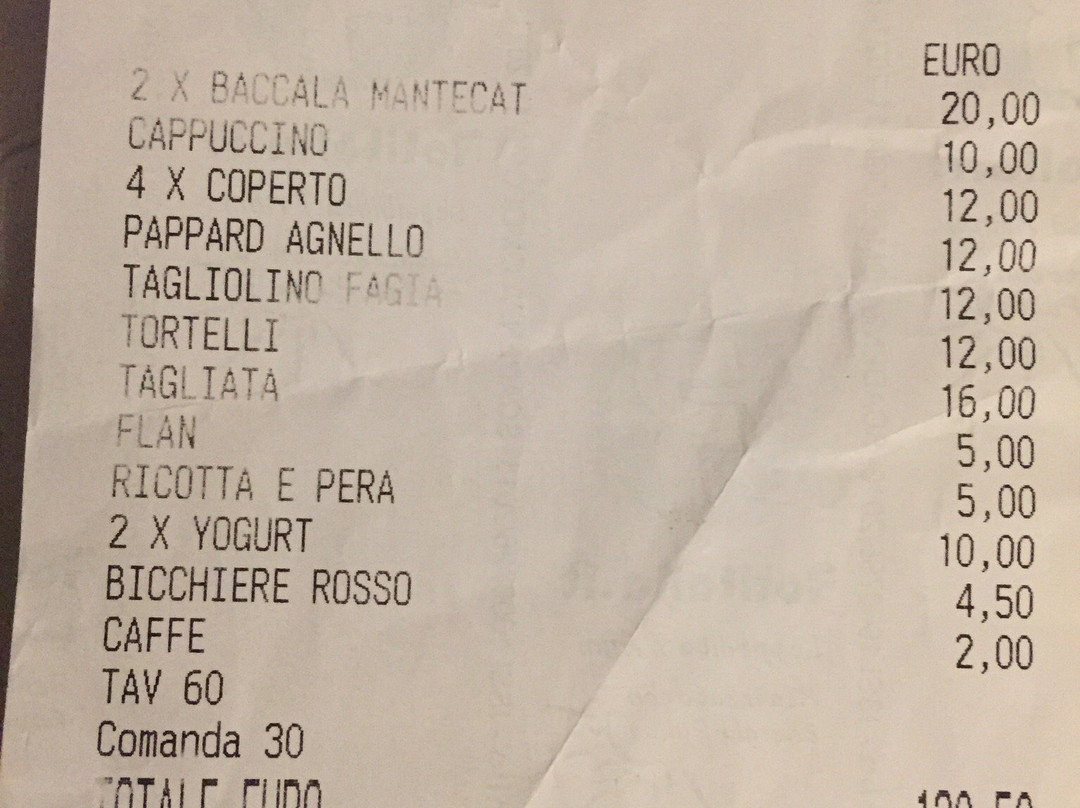 EURO
2 X BACCALA MANTECAT 20,00
CAPPUCCINO 10,00
4 X COPERTO 12,00
PAPPARD AGNELLO 12,00
TAGLIOLINO FAGIA 12,00
TORTELLI 12,00
TAGLIATA 16,00
FLAN 5,00
RICOTTA E PERA 5,00
2 X YOGURT 10,00
BICCHIERE ROSSO 4,50
CAFFE 2,00
TAV 60
Comanda 30
TOTALE EURO